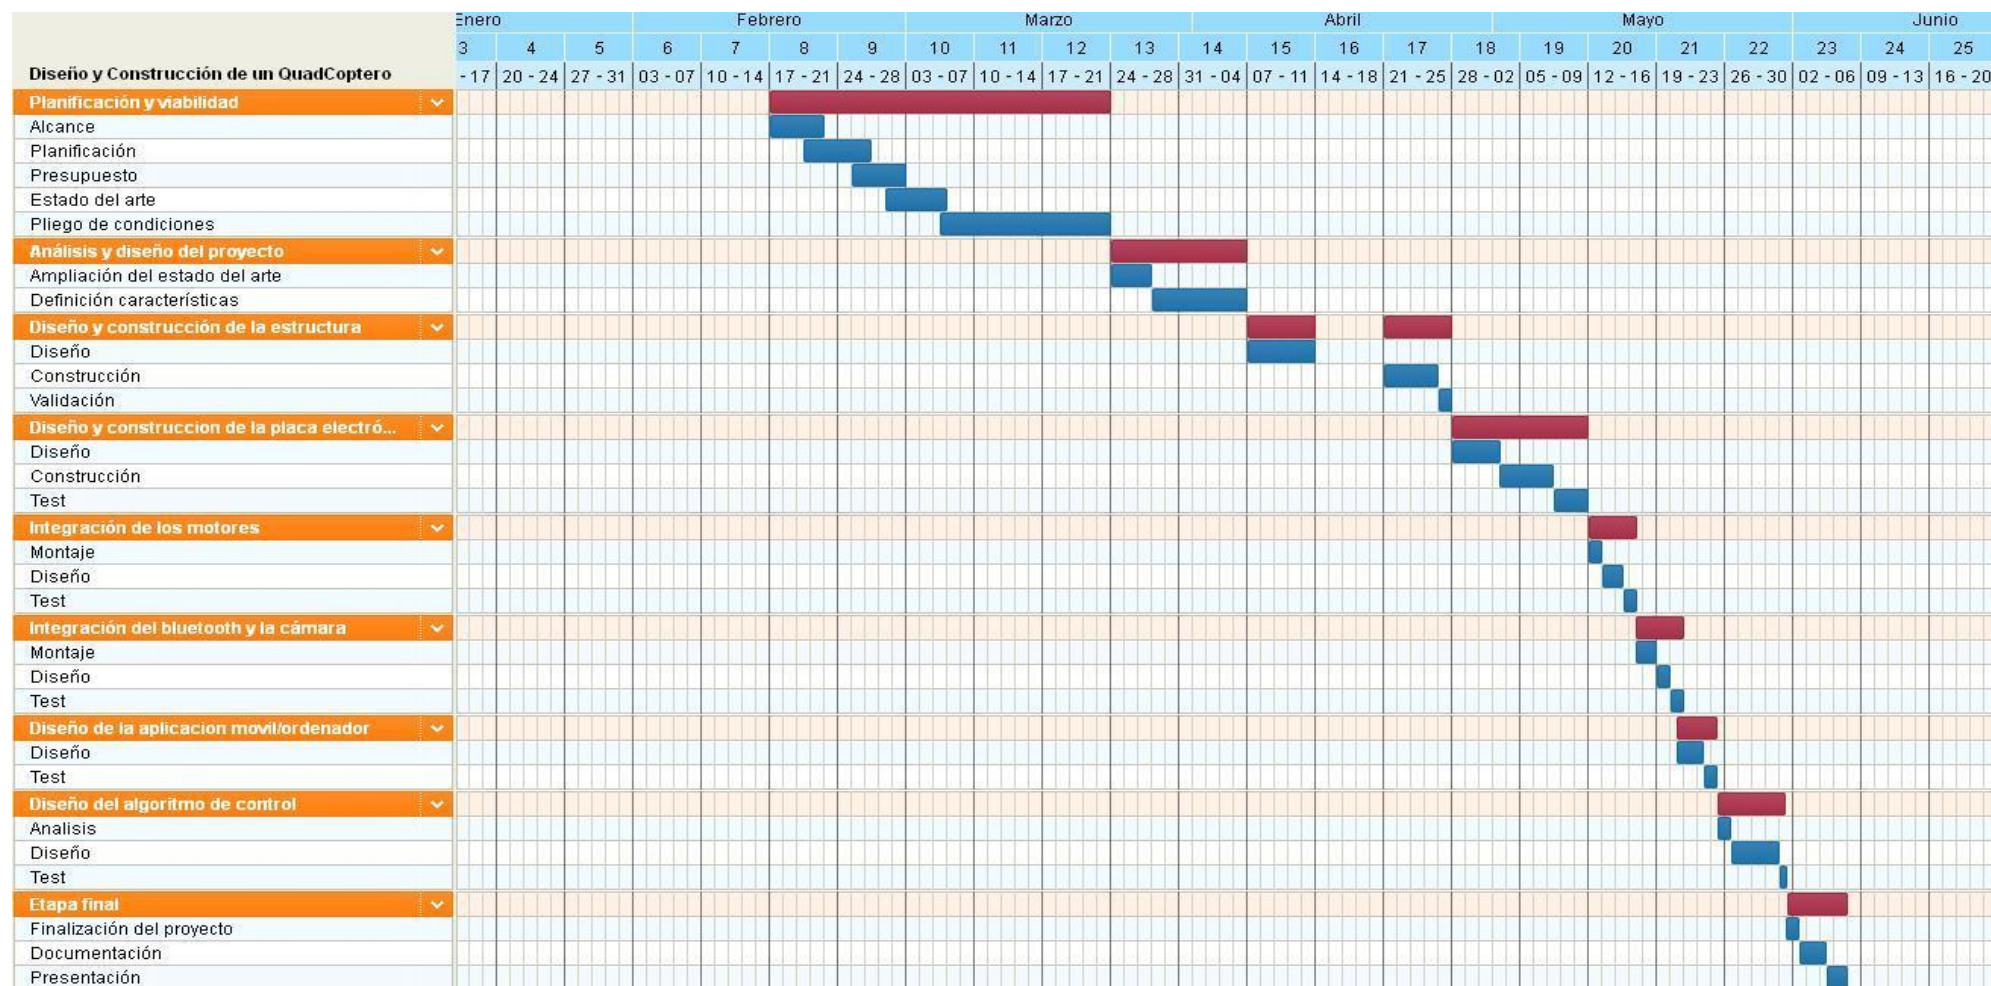 Enero Febrero Marzo Abril Mayo Junio
3 4 5 6 7 8 9 10 11 12 13 14 15 16 17 18 19 20 21 22 23 24 25
Diseño y Construcción de un QuadCoptero - 17 20 - 24 27 - 31 03 - 07 10 - 14 17 - 21 24 - 28 03 - 07 10 - 14 17 - 21 24 - 28 31 - 04 07 - 11 14 - 18 21 - 25 28 - 02 05 - 09 12 - 16 19 - 23 26 - 30 02 - 06 09 - 13 16 - 20
Planificación y viabilidad
Alcance
Planificación
Presupuesto
Estado del arte
Pliego de condiciones
Análisis y diseño del proyecto
Ampliación del estado del arte
Definición características
Diseño y construcción de la estructura
Diseño
Construcción
Validación
Diseño y construccion de la placa electró...
Diseño
Construcción
Test
Integración de los motores
Montaje
Diseño
Test
Integración del bluetooth y la cámara
Montaje
Diseño
Test
Diseño de la aplicacion movil/ordenador
Diseño
Test
Diseño del algoritmo de control
Analisis
Diseño
Test
Etapa final
Finalización del proyecto
Documentación
Presentación